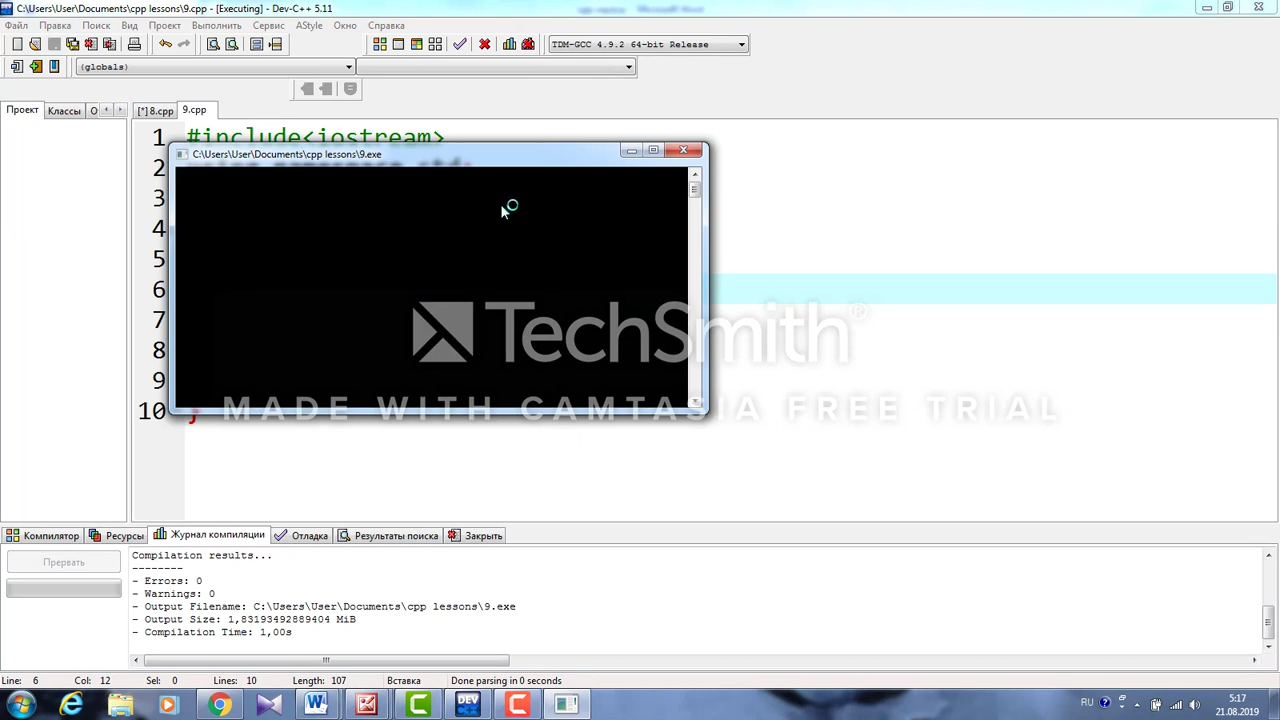 C:\Users\User\Documents\cpp lessons\9.cpp - [Executing] - Dev-C++ 5.11
Файл Правка Поиск Вид Проект Выполнить Сервис AStyle Окно Справка
TDM-GCC 4.9.2 64-bit Release
(globals)
Проект Классы О [*] 8.cpp 9.cpp
1 #include<iostream>
C:\Users\User\Documents\cpp lessons\9.exe
2 using namespace std;
3
4
5
6
7
8
9
10 }
TechSmith®
MADE WITH CAMTASIA FREE TRIAL
Компилятор Ресурсы Журнал компиляции Отладка Результаты поиска Закрыть
Прервать
Compilation results...
--------
- Errors: 0
- Warnings: 0
- Output Filename: C:\Users\User\Documents\cpp lessons\9.exe
- Output Size: 1,83193492889404 MiB
- Compilation Time: 1,00s
Line: 6 Col: 12 Sel: 0 Lines: 10 Length: 107 Вставка Done parsing in 0 seconds
RU 5:17
21.08.2019